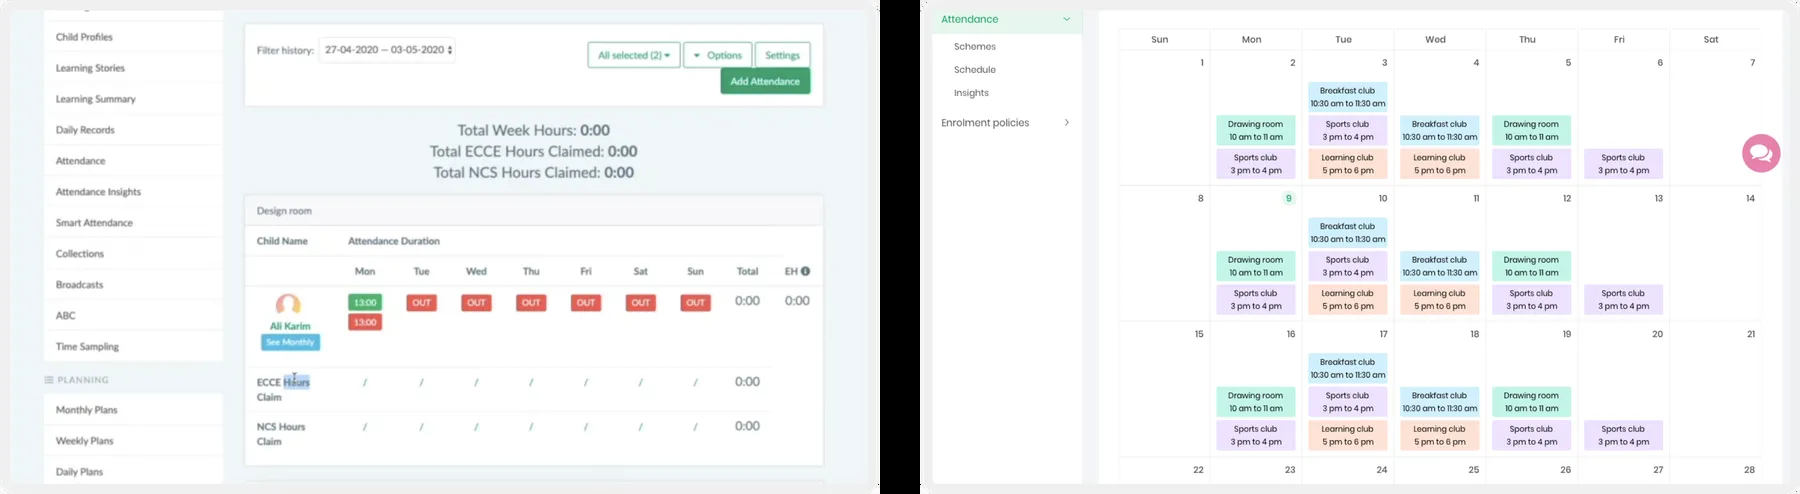 Child Profiles
Learning Stories
Learning Summary
Daily Records
Attendance
Attendance Insights
Smart Attendance
Collections
Broadcasts
ABC
Time Sampling
PLANNING
Monthly Plans
Weekly Plans
Daily Plans
Filter history: 27-04-2020 — 03-05-2020
All selected (2) Options Settings
Add Attendance
Total Week Hours: 0:00
Total ECCE Hours Claimed: 0:00
Total NCS Hours Claimed: 0:00
Design room
Child Name Attendance Duration
Mon Tue Wed Thu Fri Sat Sun Total EH
13:00 OUT OUT OUT OUT OUT OUT 0:00 0:00
13:00
Ali Karim
See Monthly
ECCE Hours / / / / / / / 0:00
Claim
NCS Hours / / / / / / / 0:00
Claim
Attendance
Schemes
Schedule
Insights
Enrolment policies
Sun Mon Tue Wed Thu Fri Sat
1 2 3 4 5 6 7
Breakfast club
10:30 am to 11:30 am
Drawing room Sports club Breakfast club Drawing room
10 am to 11 am 3 pm to 4 pm 10:30 am to 11:30 am 10 am to 11 am
Sports club Learning club Learning club Sports club Sports club
3 pm to 4 pm 5 pm to 6 pm 5 pm to 6 pm 3 pm to 4 pm 3 pm to 4 pm
8 9 10 11 12 13 14
Breakfast club
10:30 am to 11:30 am
Drawing room Sports club Breakfast club Drawing room
10 am to 11 am 3 pm to 4 pm 10:30 am to 11:30 am 10 am to 11 am
Sports club Learning club Learning club Sports club Sports club
3 pm to 4 pm 5 pm to 6 pm 5 pm to 6 pm 3 pm to 4 pm 3 pm to 4 pm
15 16 17 18 19 20 21
Breakfast club
10:30 am to 11:30 am
Drawing room Sports club Breakfast club Drawing room
10 am to 11 am 3 pm to 4 pm 10:30 am to 11:30 am 10 am to 11 am
Sports club Learning club Learning club Sports club Sports club
3 pm to 4 pm 5 pm to 6 pm 5 pm to 6 pm 3 pm to 4 pm 3 pm to 4 pm
22 23 24 25 26 27 28